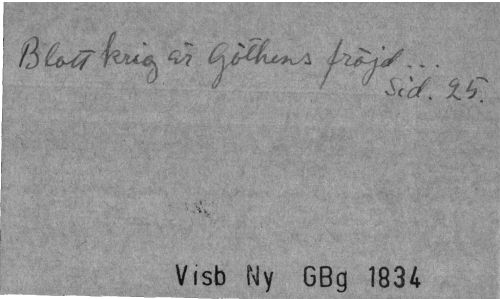 Blott krig är Göthens fröjd...
Sid. 25.
Visb Ny GBg 1834